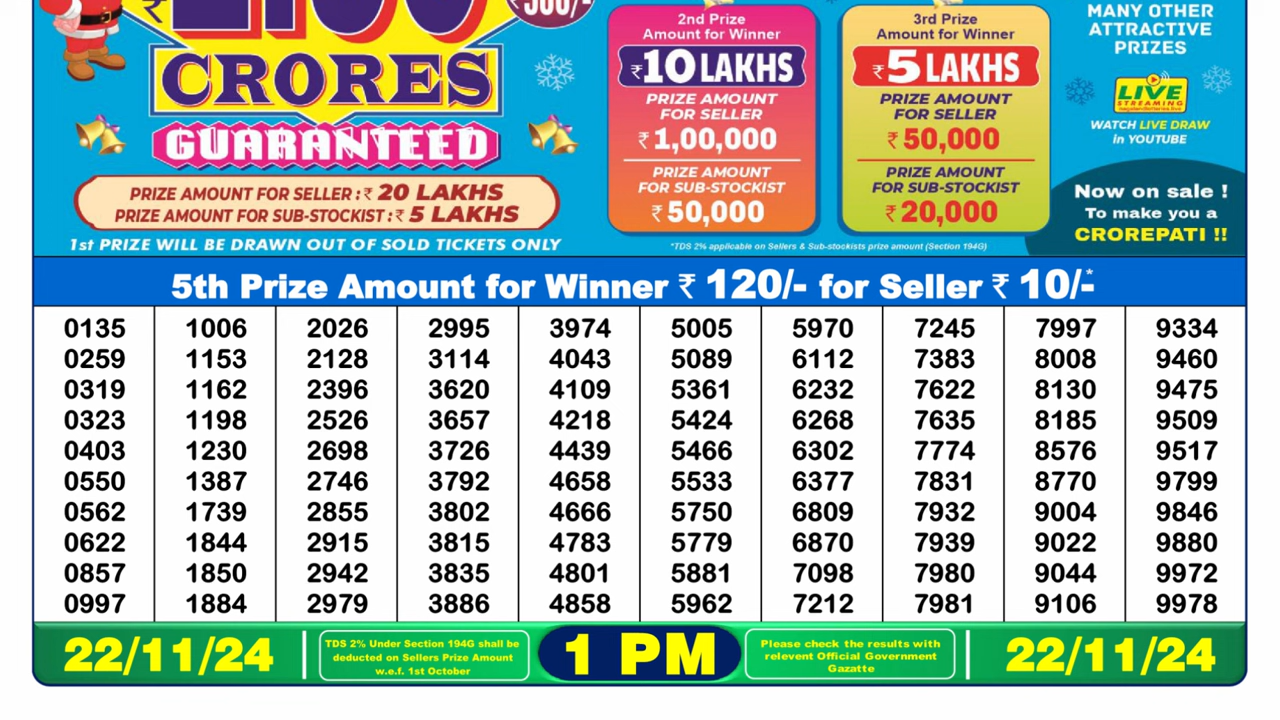 ₹
500/-
CRORES
GUARANTEED
PRIZE AMOUNT FOR SELLER :₹ 20 LAKHS
PRIZE AMOUNT FOR SUB-STOCKIST :₹ 5 LAKHS
1st PRIZE WILL BE DRAWN OUT OF SOLD TICKETS ONLY
2nd Prize
Amount for Winner
₹10 LAKHS
PRIZE AMOUNT
FOR SELLER
₹ 1,00,000
PRIZE AMOUNT
FOR SUB-STOCKIST
₹ 50,000
3rd Prize
Amount for Winner
₹5 LAKHS
PRIZE AMOUNT
FOR SELLER
₹ 50,000
PRIZE AMOUNT
FOR SUB-STOCKIST
₹ 20,000
*TDS 2% applicable on Sellers & Sub-stockists prize amount (Section 194G)
MANY OTHER
ATTRACTIVE
PRIZES
LIVE
STREAMING
WATCH LIVE DRAW
in YOUTUBE
Now on sale !
To make you a
CROREPATI !!
5th Prize Amount for Winner ₹ 120/- for Seller ₹ 10/-*
0135 1006 2026 2995 3974 5005 5970 7245 7997 9334
0259 1153 2128 3114 4043 5089 6112 7383 8008 9460
0319 1162 2396 3620 4109 5361 6232 7622 8130 9475
0323 1198 2526 3657 4218 5424 6268 7635 8185 9509
0403 1230 2698 3726 4439 5466 6302 7774 8576 9517
0550 1387 2746 3792 4658 5533 6377 7831 8770 9799
0562 1739 2855 3802 4666 5750 6809 7932 9004 9846
0622 1844 2915 3815 4783 5779 6870 7939 9022 9880
0857 1850 2942 3835 4801 5881 7098 7980 9044 9972
0997 1884 2979 3886 4858 5962 7212 7981 9106 9978
22/11/24
TDS 2% Under Section 194G shall be
deducted on Sellers Prize Amount
w.e.f. 1st October
1 PM
Please check the results with
relevent Official Government
Gazatte
22/11/24